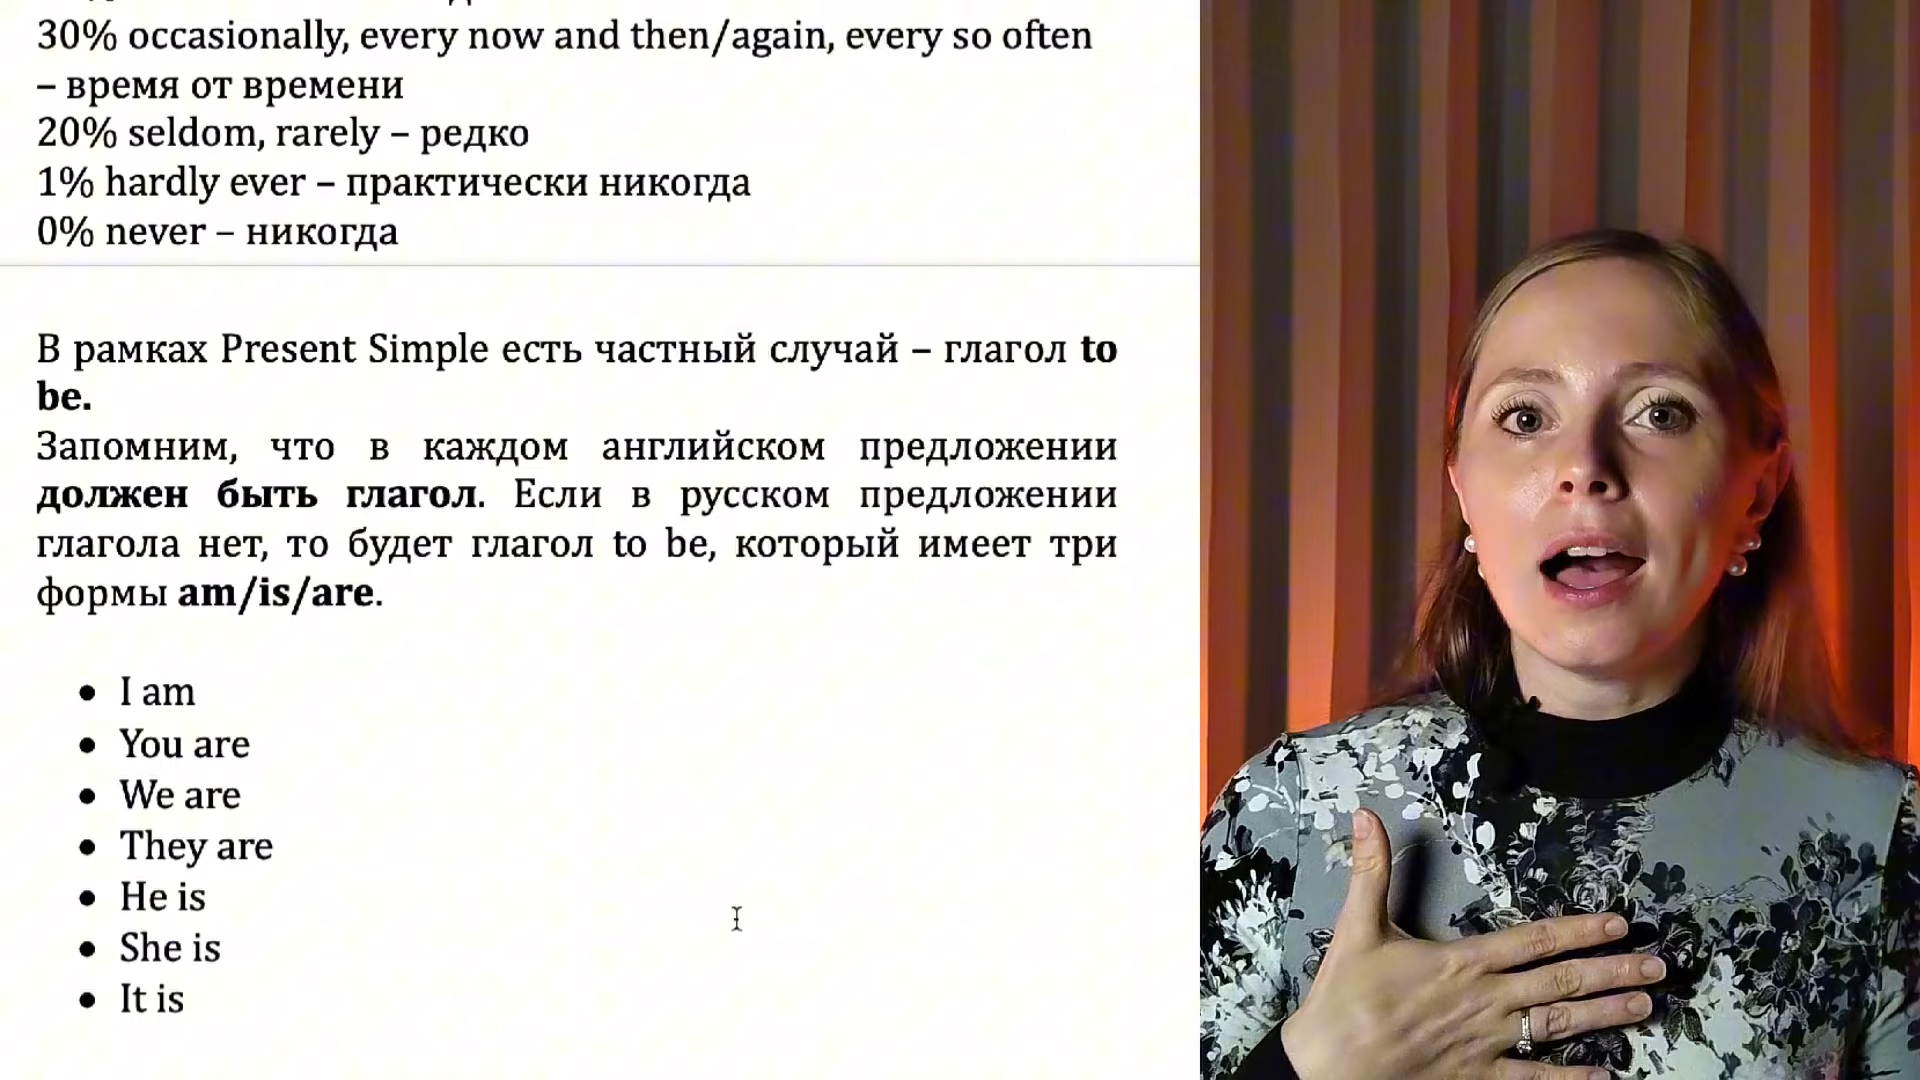 30% occasionally, every now and then/again, every so often
– время от времени
20% seldom, rarely – редко
1% hardly ever – практически никогда
0% never – никогда
В рамках Present Simple есть частный случай – глагол to
be.
Запомним, что в каждом английском предложении
должен быть глагол. Если в русском предложении
глагола нет, то будет глагол to be, который имеет три
формы am/is/are.
• I am
• You are
• We are
• They are
• He is
• She is
• It is